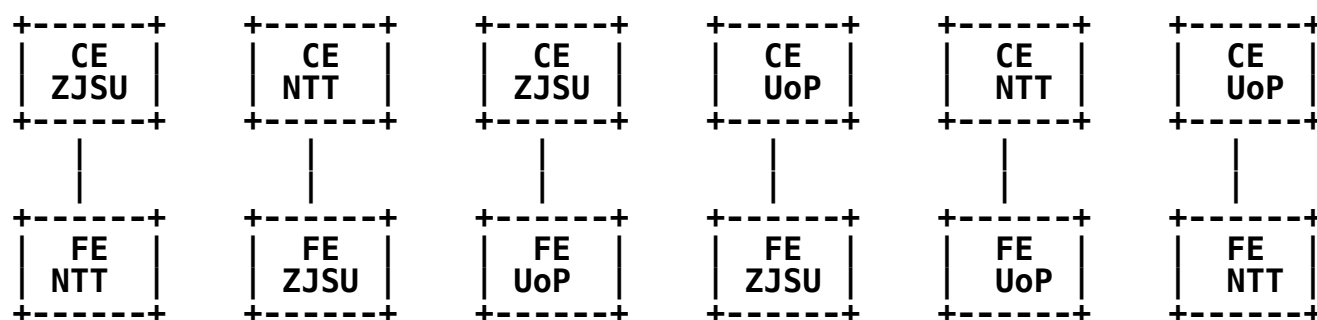 +------+ +------+ +------+ +------+ +------+ +------+
| CE | | CE | | CE | | CE | | CE | | CE |
| ZJSU | | NTT | | ZJSU | | UoP | | NTT | | UoP |
+------+ +------+ +------+ +------+ +------+ +------+
| | | | | |
| | | | | |
+------+ +------+ +------+ +------+ +------+ +------+
| FE | | FE | | FE | | FE | | FE | | FE |
| NTT | | ZJSU | | UoP | | ZJSU | | UoP | | NTT |
+------+ +------+ +------+ +------+ +------+ +------+